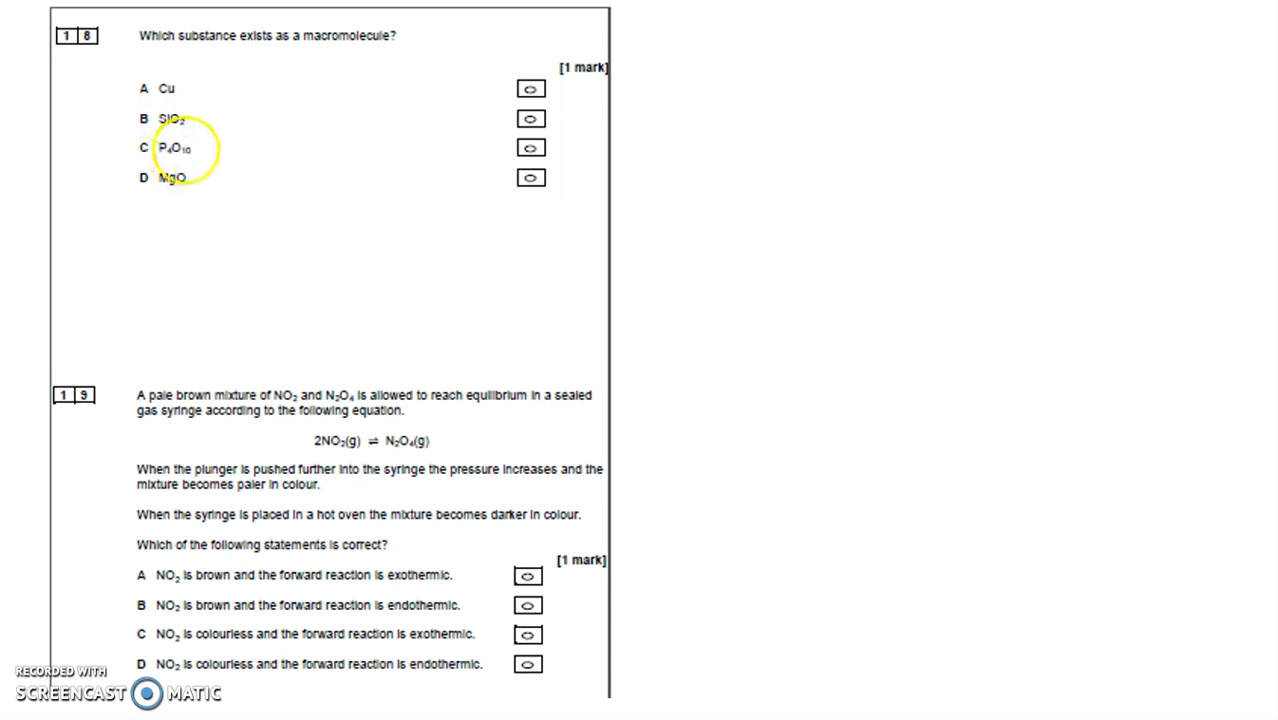 1 8 Which substance exists as a macromolecule?
[1 mark]
A Cu
B SiO₂
C P₄O₁₀
D MgO
1 9 A pale brown mixture of NO₂ and N₂O₄ is allowed to reach equilibrium in a sealed
gas syringe according to the following equation.
2NO₂(g) ⇌ N₂O₄(g)
When the plunger is pushed further into the syringe the pressure increases and the
mixture becomes paler in colour.
When the syringe is placed in a hot oven the mixture becomes darker in colour.
Which of the following statements is correct?
[1 mark]
A NO₂ is brown and the forward reaction is exothermic.
B NO₂ is brown and the forward reaction is endothermic.
C NO₂ is colourless and the forward reaction is exothermic.
D NO₂ is colourless and the forward reaction is endothermic.
RECORDED WITH
SCREENCAST MATIC